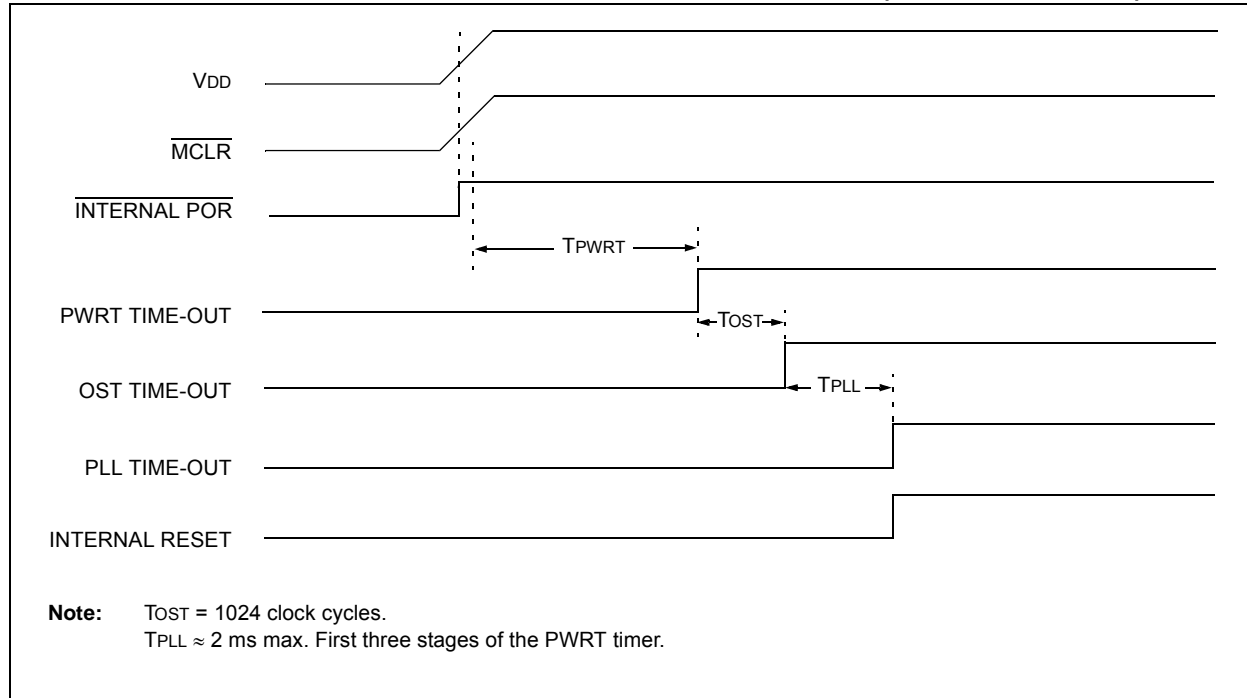 VDD
MCLR
INTERNAL POR
TPWRT
PWRT TIME-OUT
TOST
OST TIME-OUT
TPLL
PLL TIME-OUT
INTERNAL RESET
Note: TOST = 1024 clock cycles.
TPLL ≈ 2 ms max. First three stages of the PWRT timer.